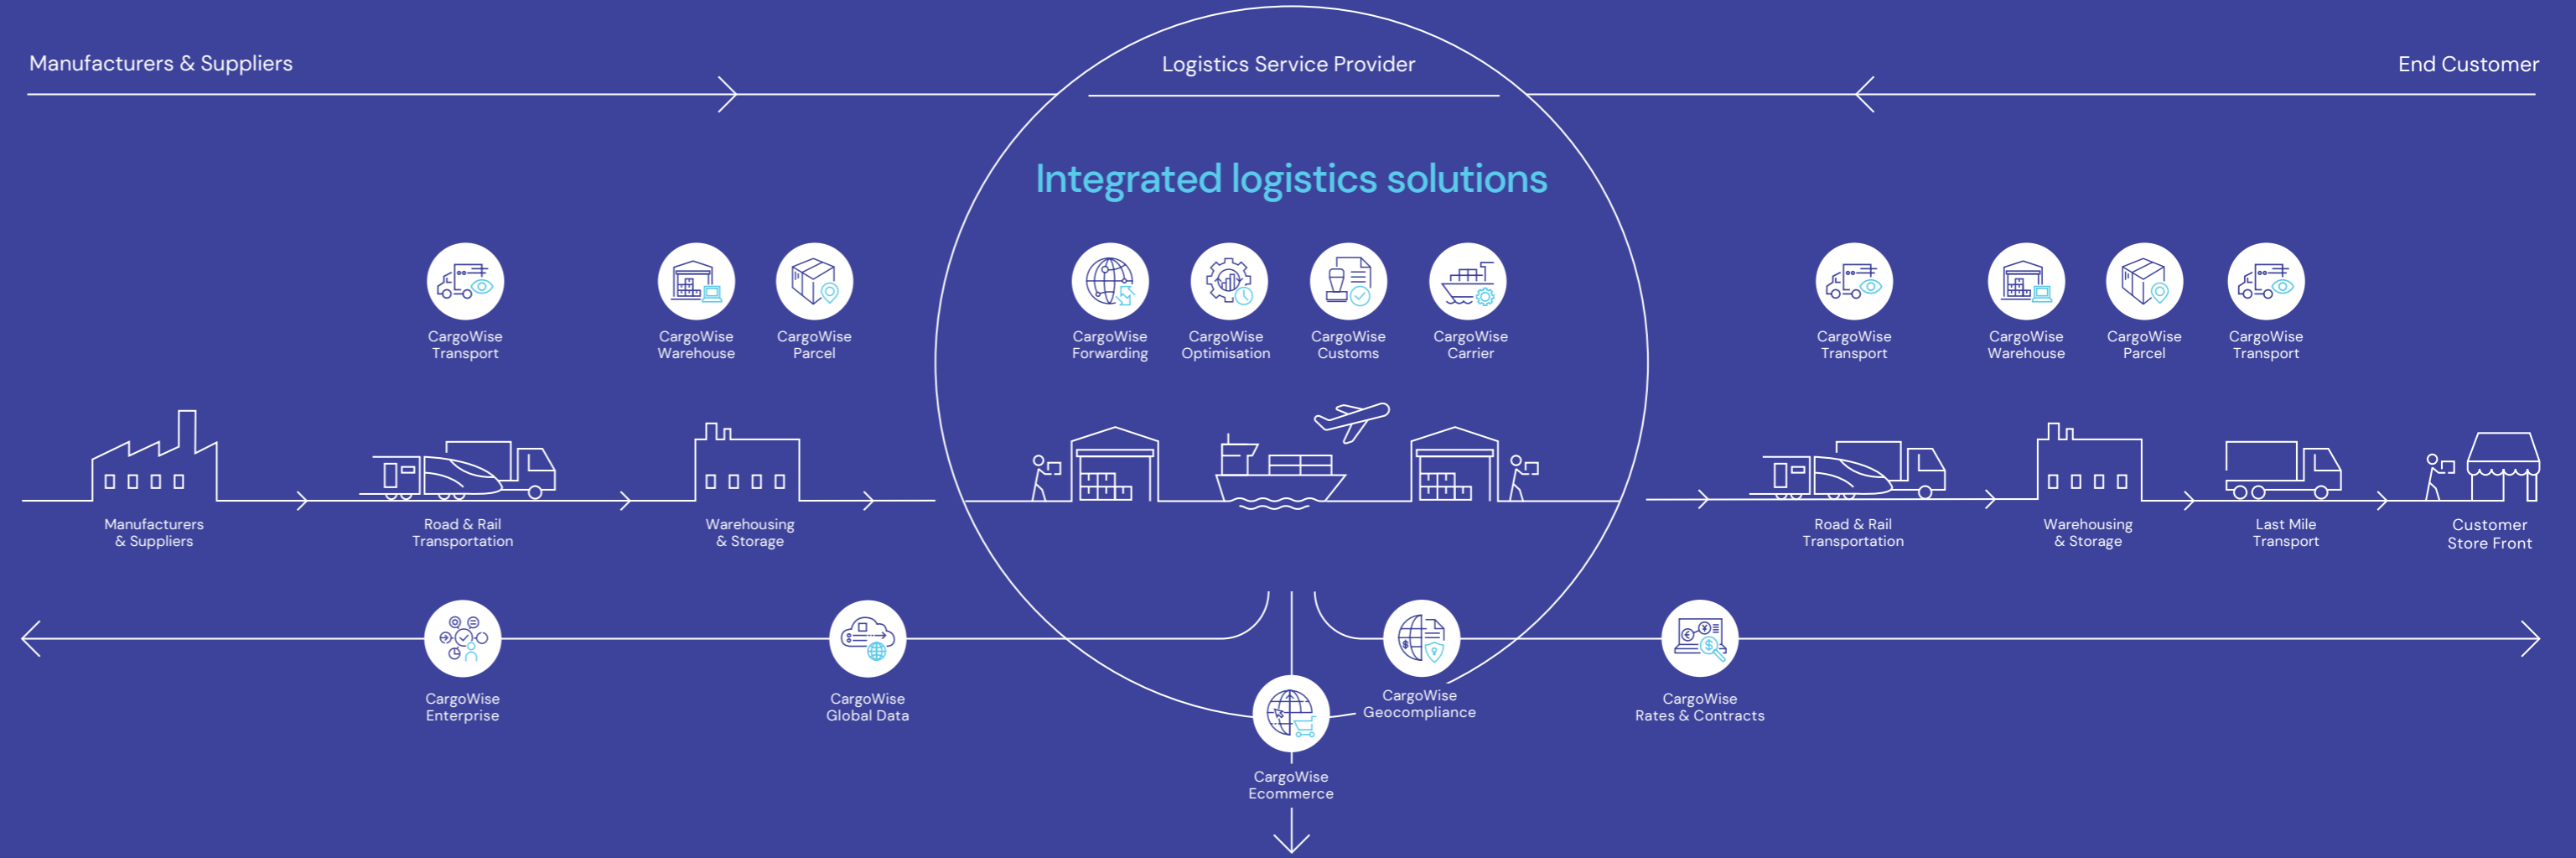 Manufacturers & Suppliers
Logistics Service Provider
End Customer
Integrated logistics solutions
CargoWise
Transport
CargoWise
Warehouse
CargoWise
Parcel
CargoWise
Forwarding
CargoWise
Optimisation
CargoWise
Customs
CargoWise
Carrier
CargoWise
Transport
CargoWise
Warehouse
CargoWise
Parcel
CargoWise
Transport
Manufacturers
& Suppliers
Road & Rail
Transportation
Warehousing
& Storage
Road & Rail
Transportation
Warehousing
& Storage
Last Mile
Transport
Customer
Store Front
CargoWise
Enterprise
CargoWise
Global Data
CargoWise
Geocompliance
CargoWise
Rates & Contracts
CargoWise
Ecommerce